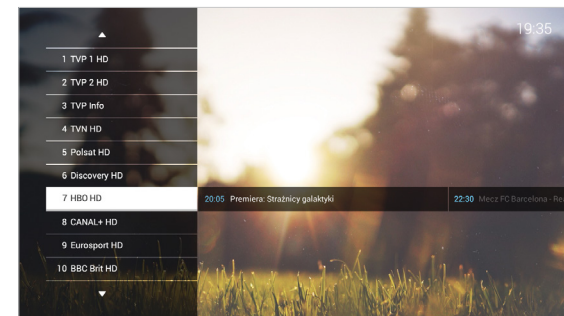 19:35
1 TVP 1 HD
2 TVP 2 HD
3 TVP Info
4 TVN HD
5 Polsat HD
6 Discovery HD
7 HBO HD 20:05 Premiera: Strażnicy galaktyki 22:30 Mecz FC Barcelona - Re
8 CANAL+ HD
9 Eurosport HD
10 BBC Brit HD